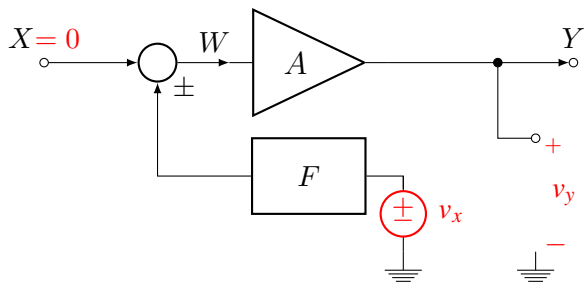 X = 0
W
A
Y
±
+
F
±
v_x
v_y
−